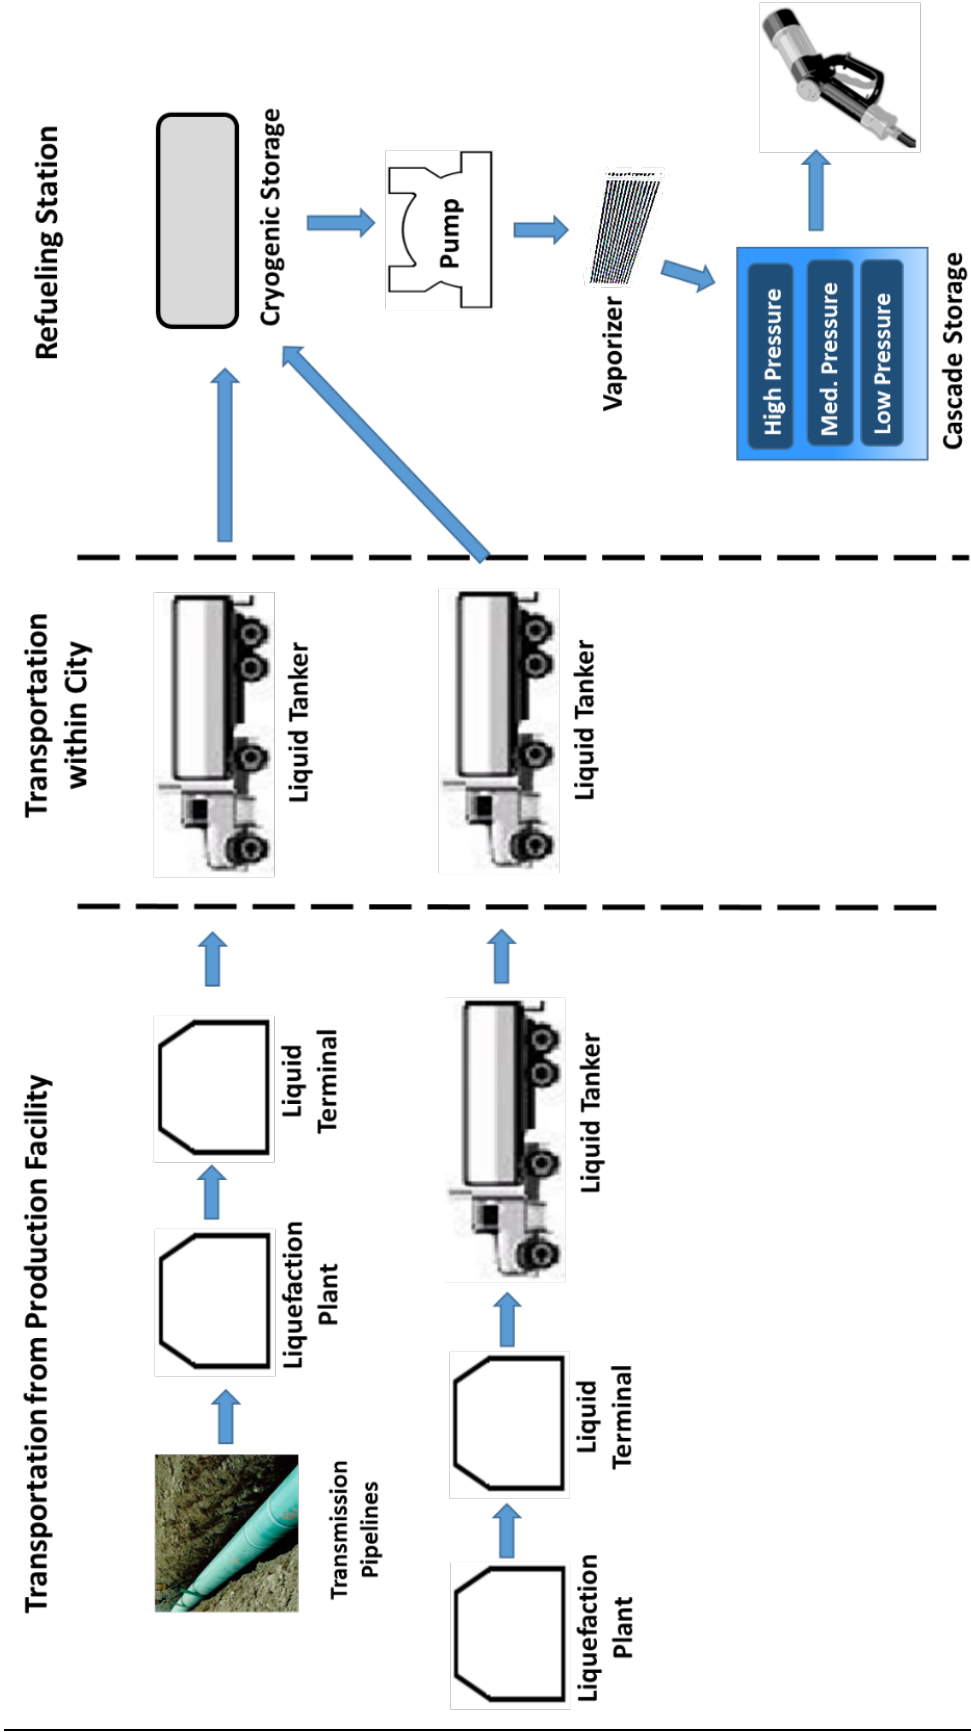 Transportation from Production Facility
Transportation
within City
Refueling Station
Transmission
Pipelines
Liquefaction
Plant
Liquid
Terminal
Liquid Tanker
Cryogenic Storage
Liquefaction
Plant
Liquid
Terminal
Liquid Tanker
Liquid Tanker
Pump
Vaporizer
High Pressure
Med. Pressure
Low Pressure
Cascade Storage